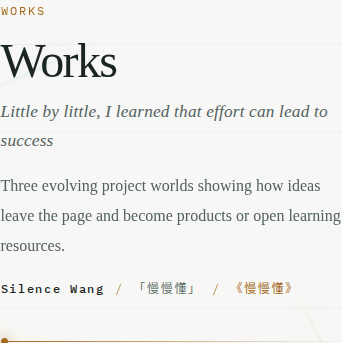 WORKS
Works
Little by little, I learned that effort can lead to
success
Three evolving project worlds showing how ideas
leave the page and become products or open learning
resources.
Silence Wang / 「慢慢懂」 / 《慢慢懂》